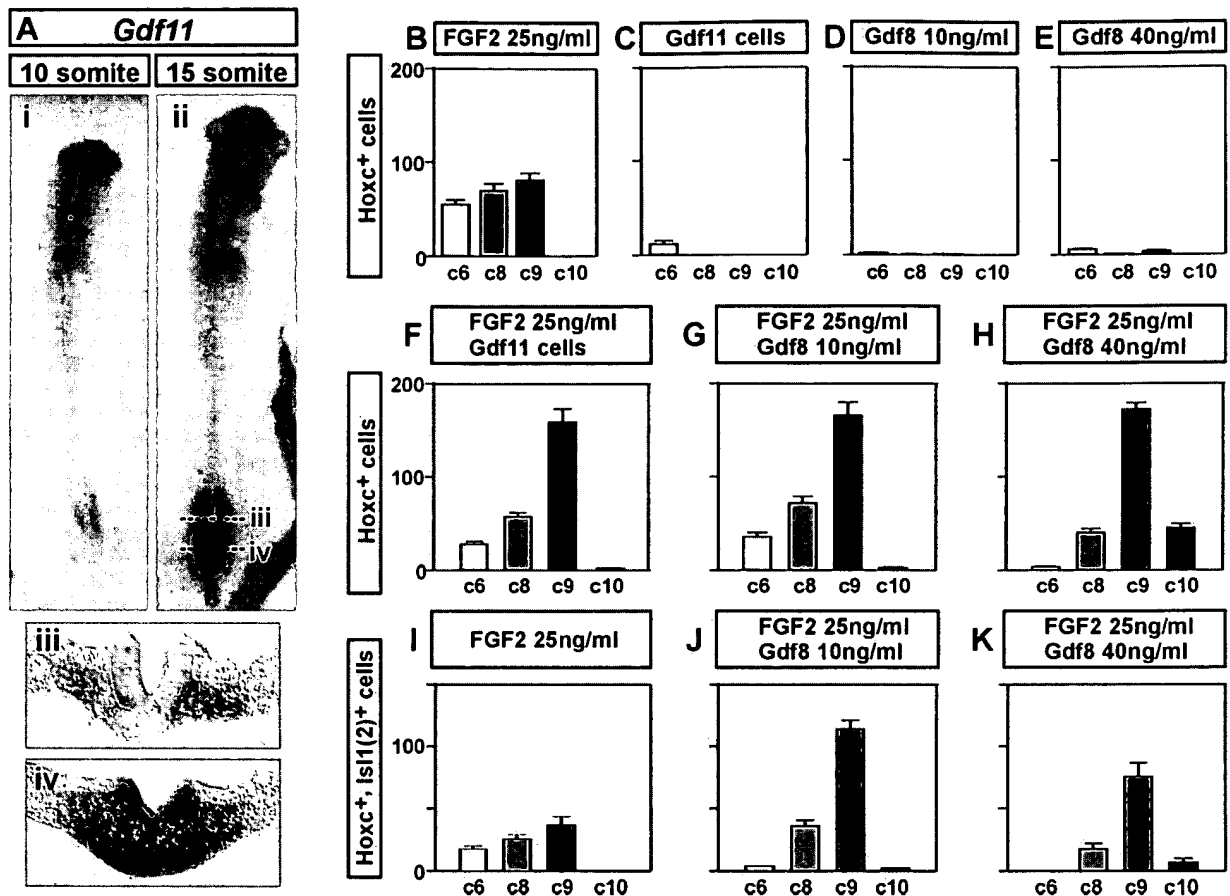 A
Gdf11
10 somite
15 somite
i
ii
iii
iv
iii
iv
B
FGF2 25ng/ml
C
Gdf11 cells
D
Gdf8 10ng/ml
E
Gdf8 40ng/ml
Hoxc⁺ cells
200
100
0
c6 c8 c9 c10
c6 c8 c9 c10
c6 c8 c9 c10
c6 c8 c9 c10
F
FGF2 25ng/ml
Gdf11 cells
G
FGF2 25ng/ml
Gdf8 10ng/ml
H
FGF2 25ng/ml
Gdf8 40ng/ml
Hoxc⁺ cells
200
100
0
c6 c8 c9 c10
c6 c8 c9 c10
c6 c8 c9 c10
I
FGF2 25ng/ml
J
FGF2 25ng/ml
Gdf8 10ng/ml
K
FGF2 25ng/ml
Gdf8 40ng/ml
Hoxc⁺, Isl1(2)⁺ cells
100
0
c6 c8 c9 c10
c6 c8 c9 c10
c6 c8 c9 c10